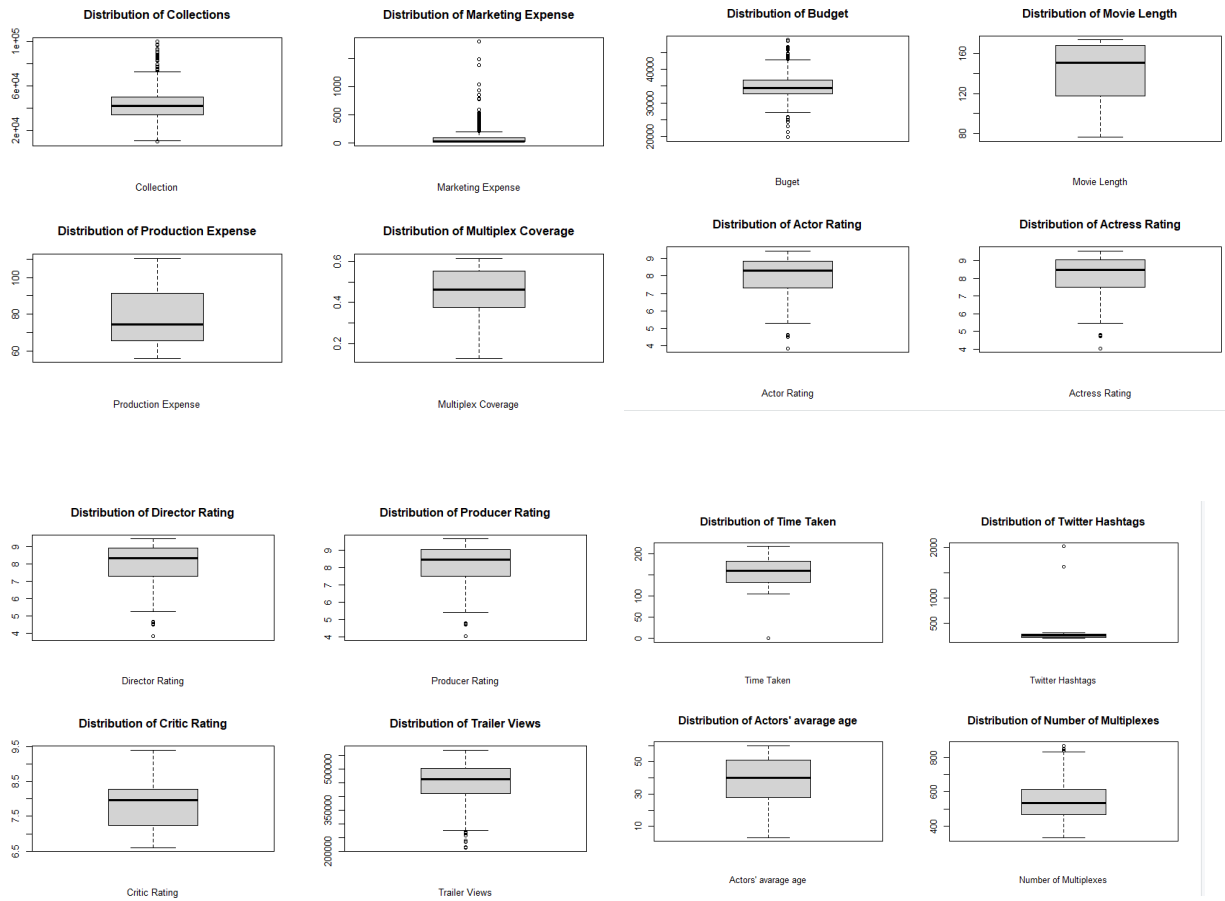 Distribution of Collections
1e+05
6e+04
2e+04
Collection
Distribution of Marketing Expense
1000
500
0
Marketing Expense
Distribution of Budget
40000
30000
20000
Buget
Distribution of Movie Length
160
120
80
Movie Length
Distribution of Production Expense
100
80
60
Production Expense
Distribution of Multiplex Coverage
0.6
0.4
0.2
Multiplex Coverage
Distribution of Actor Rating
9
8
7
6
5
4
Actor Rating
Distribution of Actress Rating
9
8
7
6
5
4
Actress Rating
Distribution of Director Rating
9
8
7
6
5
4
Director Rating
Distribution of Producer Rating
9
8
7
6
5
4
Producer Rating
Distribution of Time Taken
200
100
50
0
Time Taken
Distribution of Twitter Hashtags
2000
1000
500
Twitter Hashtags
Distribution of Critic Rating
9.5
8.5
7.5
6.5
Critic Rating
Distribution of Trailer Views
500000
350000
200000
Trailer Views
Distribution of Actors' avarage age
50
30
10
Actors' avarage age
Distribution of Number of Multiplexes
800
600
400
Number of Multiplexes